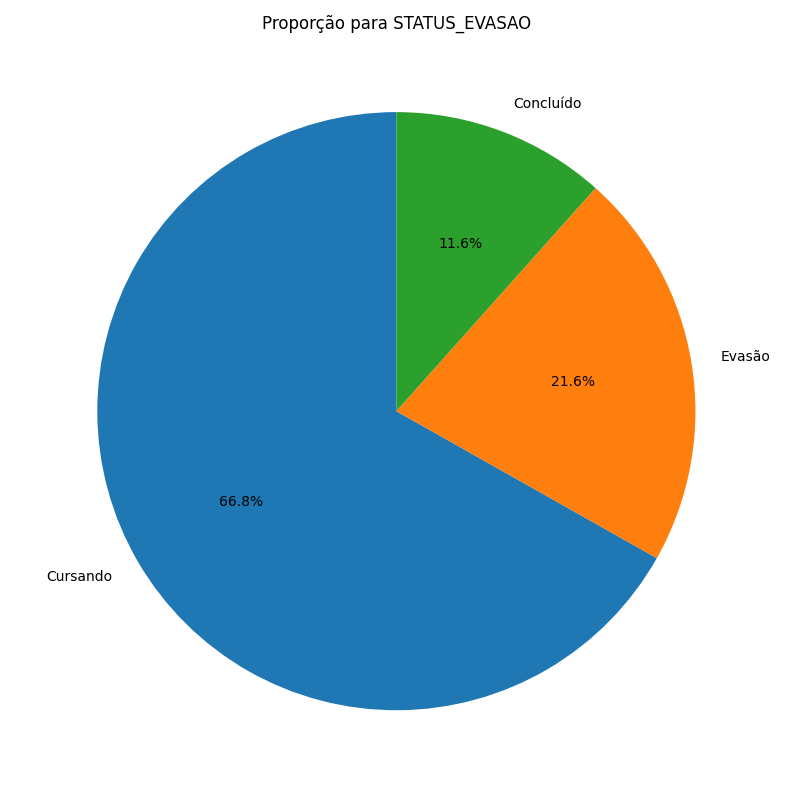 Proporção para STATUS_EVASAO
Concluído
11.6%
Evasão
21.6%
66.8%
Cursando